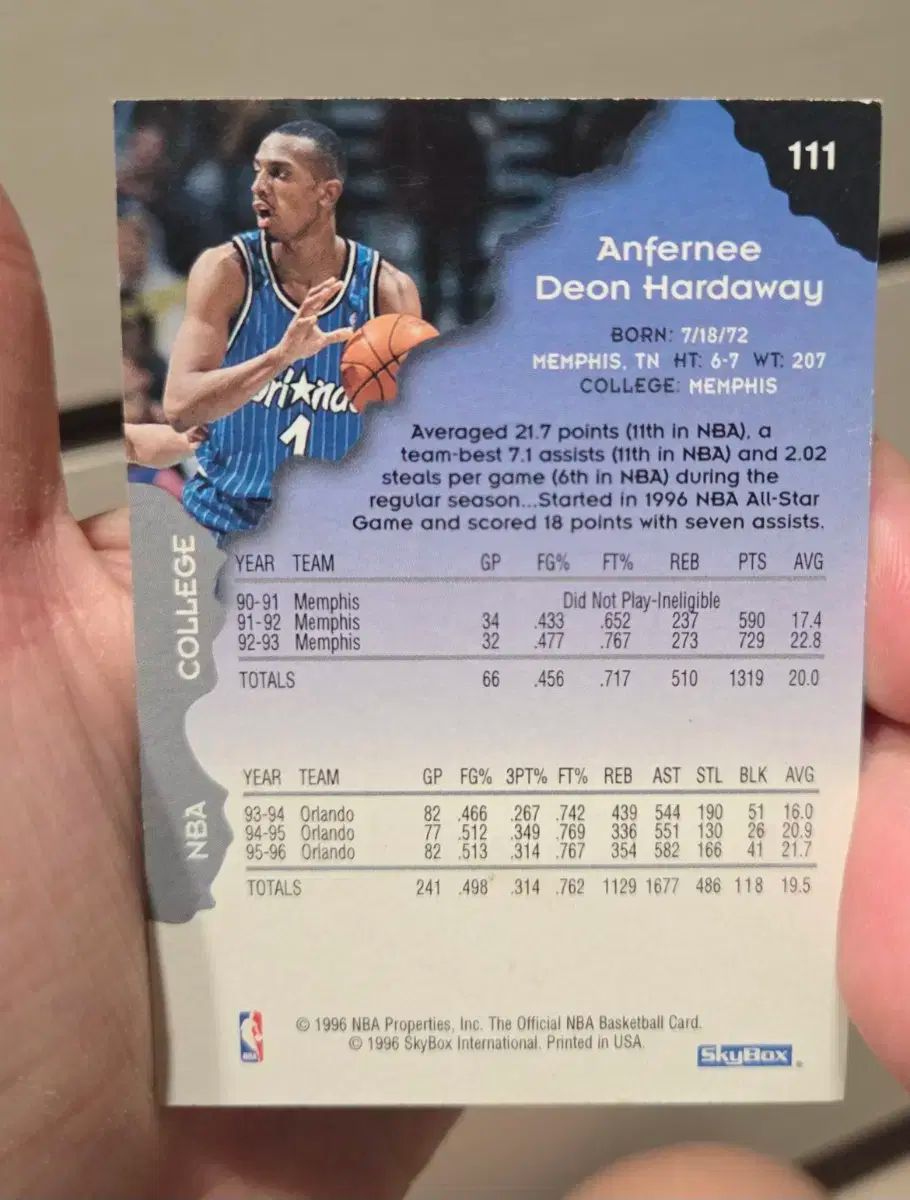 111
Anfernee
Deon Hardaway
BORN: 7/18/72
MEMPHIS, TN HT: 6-7 WT: 207
COLLEGE: MEMPHIS
Averaged 21.7 points (11th in NBA), a
team-best 7.1 assists (11th in NBA) and 2.02
steals per game (6th in NBA) during the
regular season...Started in 1996 NBA All-Star
Game and scored 18 points with seven assists.
1
COLLEGE
YEAR TEAM GP FG% FT% REB PTS AVG
90-91 Memphis Did Not Play-Ineligible
91-92 Memphis 34 .433 .652 237 590 17.4
92-93 Memphis 32 .477 .767 273 729 22.8
TOTALS 66 .456 .717 510 1319 20.0
NBA
YEAR TEAM GP FG% 3PT% FT% REB AST STL BLK AVG
93-94 Orlando 82 .466 .267 .742 439 544 190 51 16.0
94-95 Orlando 77 .512 .349 .769 336 551 130 26 20.9
95-96 Orlando 82 .513 .314 .767 354 582 166 41 21.7
TOTALS 241 .498 .314 .762 1129 1677 486 118 19.5
© 1996 NBA Properties, Inc. The Official NBA Basketball Card.
© 1996 SkyBox International. Printed in USA.
NBA
SkyBox